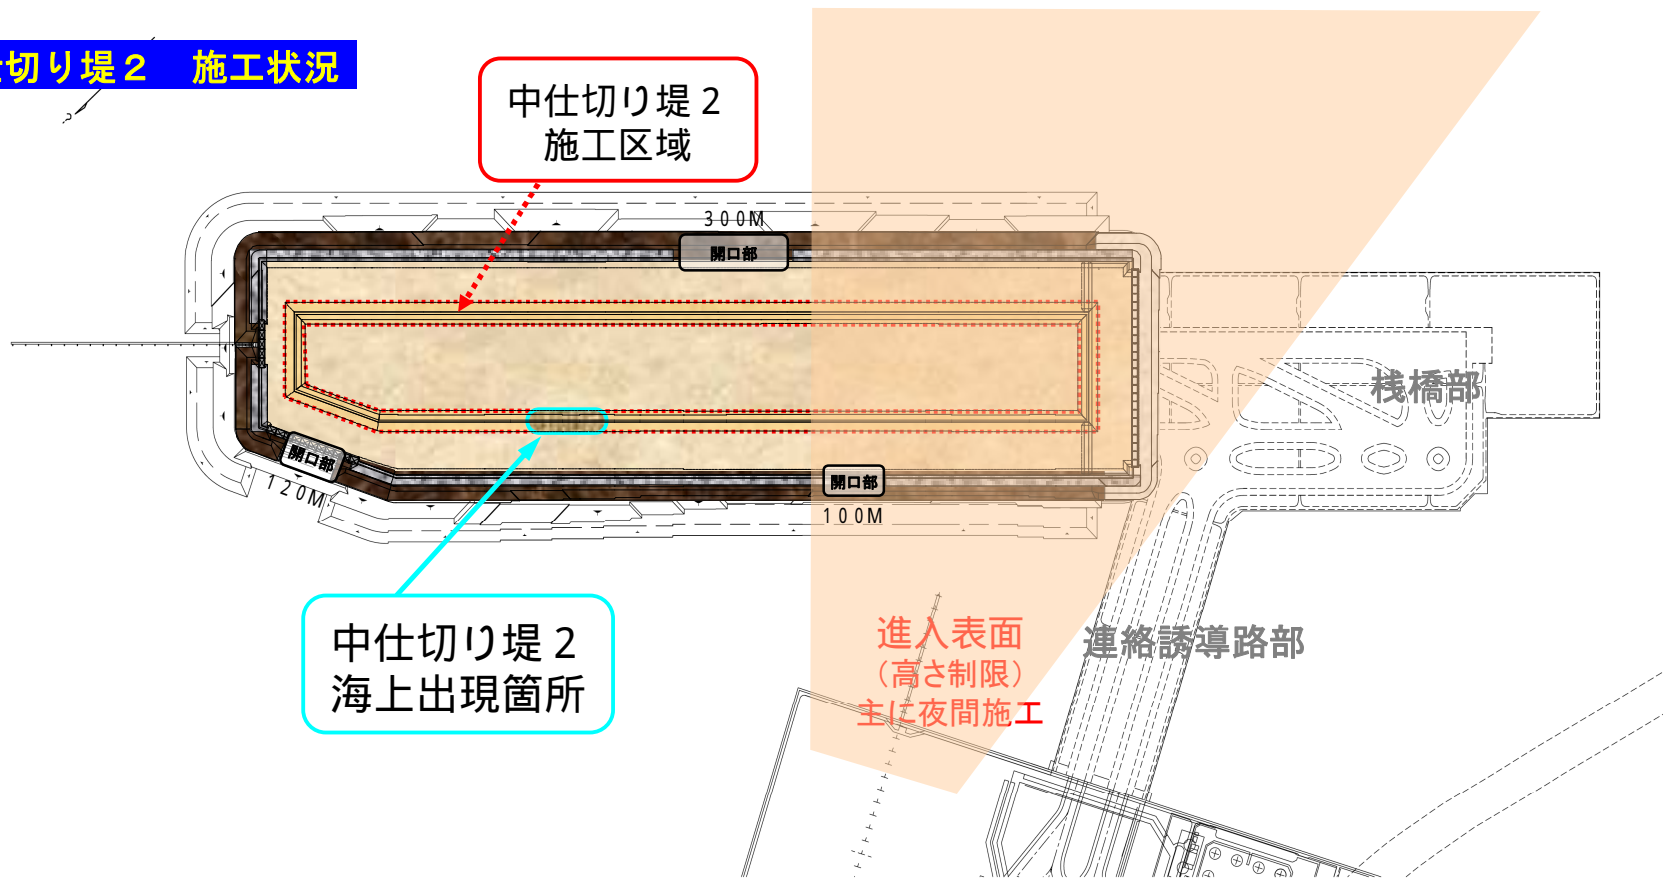 仕切り堤２　施工状況
中仕切り堤２
施工区域
300M
開口部
開口部
120M
開口部
100M
桟橋部
中仕切り堤２
海上出現箇所
進入表面
（高さ制限）
主に夜間施工
連絡誘導路部